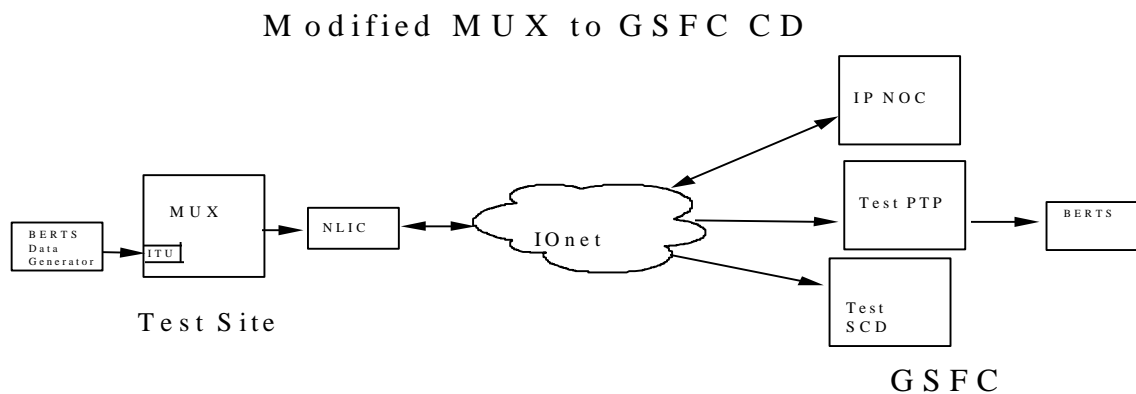 Modified MUX to GSFC CD
IP NOC
MUX
ITU
BERTS
Data
Generator
NLIC
IOnet
Test PTP
BERTS
Test
SCD
Test Site
GSFC